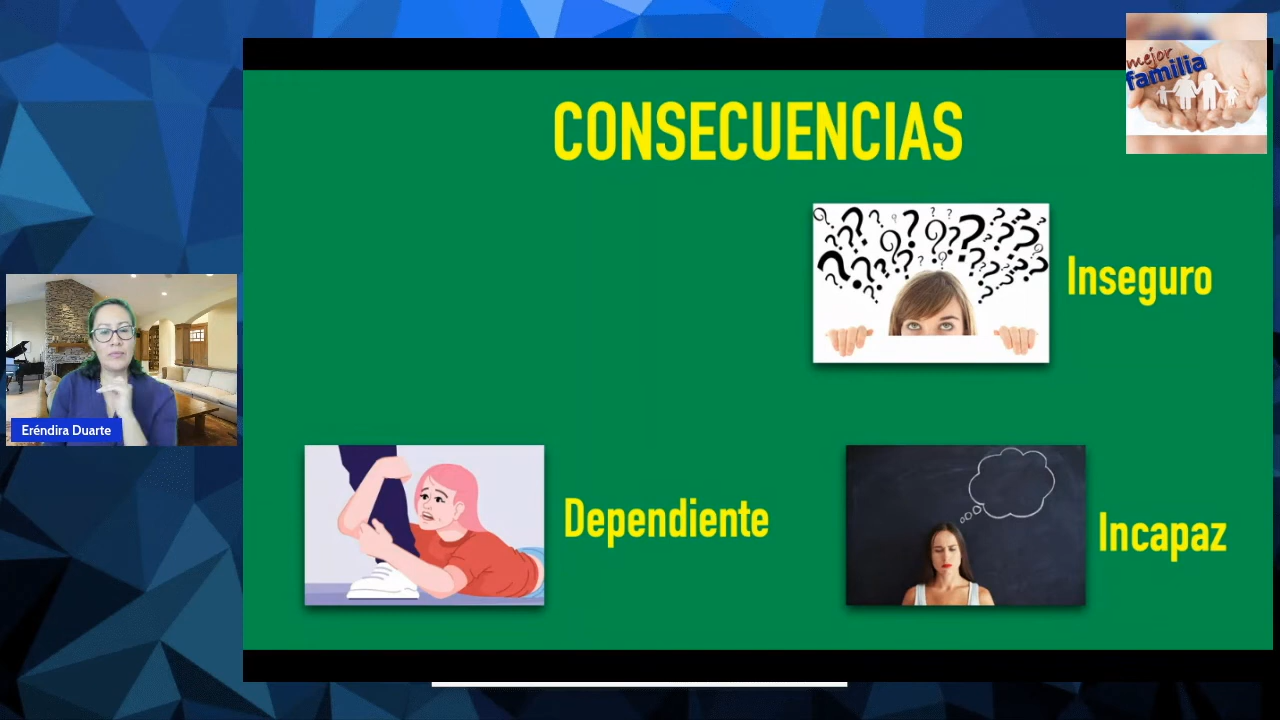 mejor
familia
CONSECUENCIAS
Inseguro
Eréndira Duarte
Dependiente
Incapaz